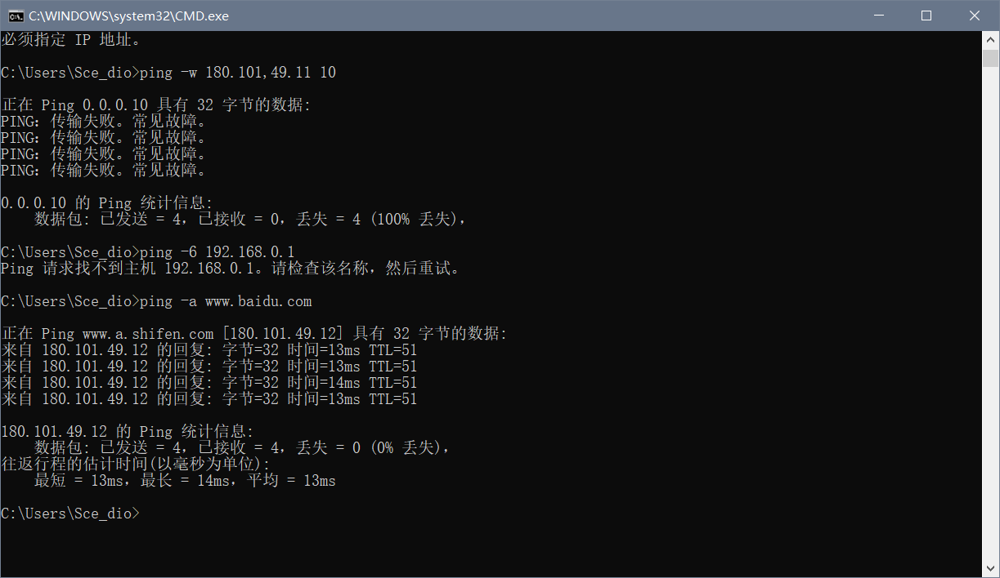 C:\WINDOWS\system32\CMD.exe
必须指定 IP 地址。
C:\Users\Sce_dio>ping -w 180.101,49.11 10
正在 Ping 0.0.0.10 具有 32 字节的数据:
PING: 传输失败。常见故障。
PING: 传输失败。常见故障。
PING: 传输失败。常见故障。
PING: 传输失败。常见故障。
0.0.0.10 的 Ping 统计信息:
    数据包: 已发送 = 4，已接收 = 0，丢失 = 4 (100% 丢失)，
C:\Users\Sce_dio>ping -6 192.168.0.1
Ping 请求找不到主机 192.168.0.1。请检查该名称，然后重试。
C:\Users\Sce_dio>ping -a www.baidu.com
正在 Ping www.a.shifen.com [180.101.49.12] 具有 32 字节的数据:
来自 180.101.49.12 的回复: 字节=32 时间=13ms TTL=51
来自 180.101.49.12 的回复: 字节=32 时间=13ms TTL=51
来自 180.101.49.12 的回复: 字节=32 时间=14ms TTL=51
来自 180.101.49.12 的回复: 字节=32 时间=13ms TTL=51
180.101.49.12 的 Ping 统计信息:
    数据包: 已发送 = 4，已接收 = 4，丢失 = 0 (0% 丢失)，
往返行程的估计时间(以毫秒为单位):
    最短 = 13ms，最长 = 14ms，平均 = 13ms
C:\Users\Sce_dio>